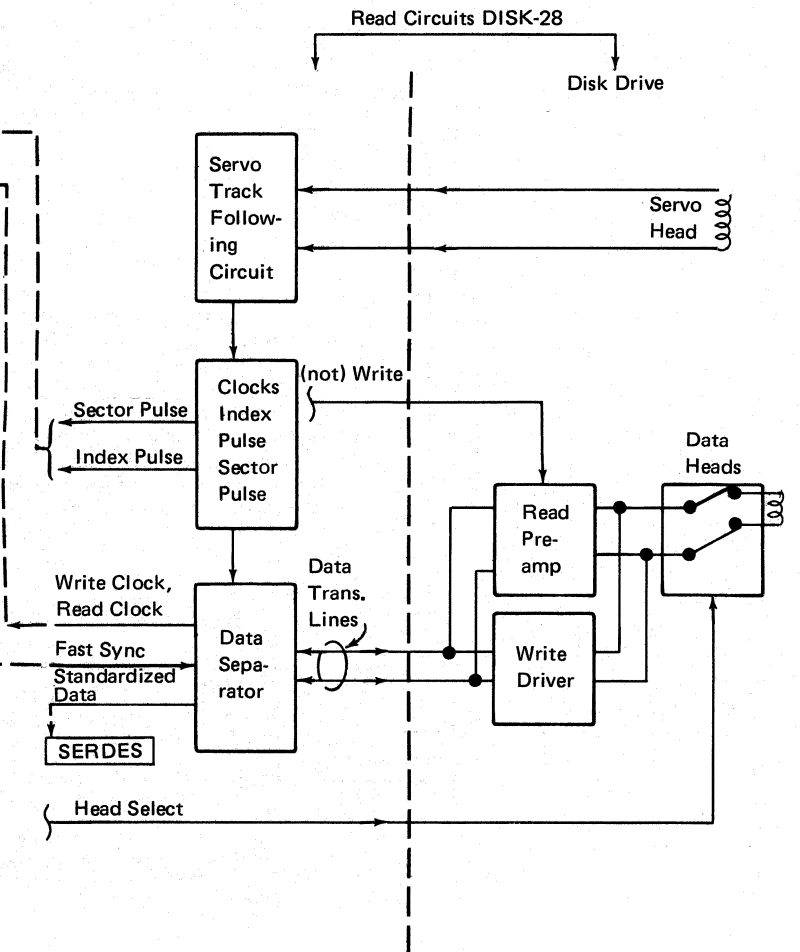 Read Circuits DISK-28
Disk Drive
Servo
Track
Follow-
ing
Circuit
Servo
Head
(not) Write
Clocks
Index
Pulse
Sector
Pulse
Sector Pulse
Index Pulse
Data
Heads
Read
Pre-
amp
Data
Trans.
Lines
Write Clock,
Read Clock
Fast Sync
Standardized
Data
Data
Sepa-
rator
Write
Driver
SERDES
Head Select